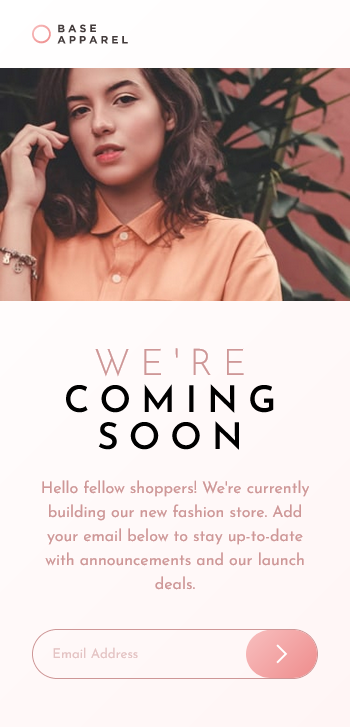 BASE
APPAREL
WE'RE
COMING
SOON
Hello fellow shoppers! We're currently
building our new fashion store. Add
your email below to stay up-to-date
with announcements and our launch
deals.
Email Address